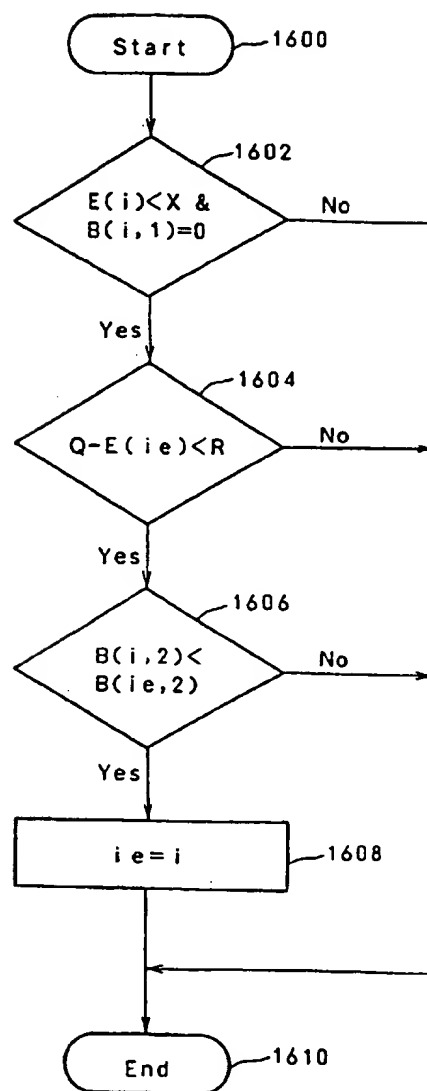 Start
1600
1602
E(i)<X &
B(i,1)=0
No
Yes
1604
Q-E(ie)<R
No
Yes
1606
B(i,2)<
B(ie,2)
No
Yes
ie=i
1608
End
1610